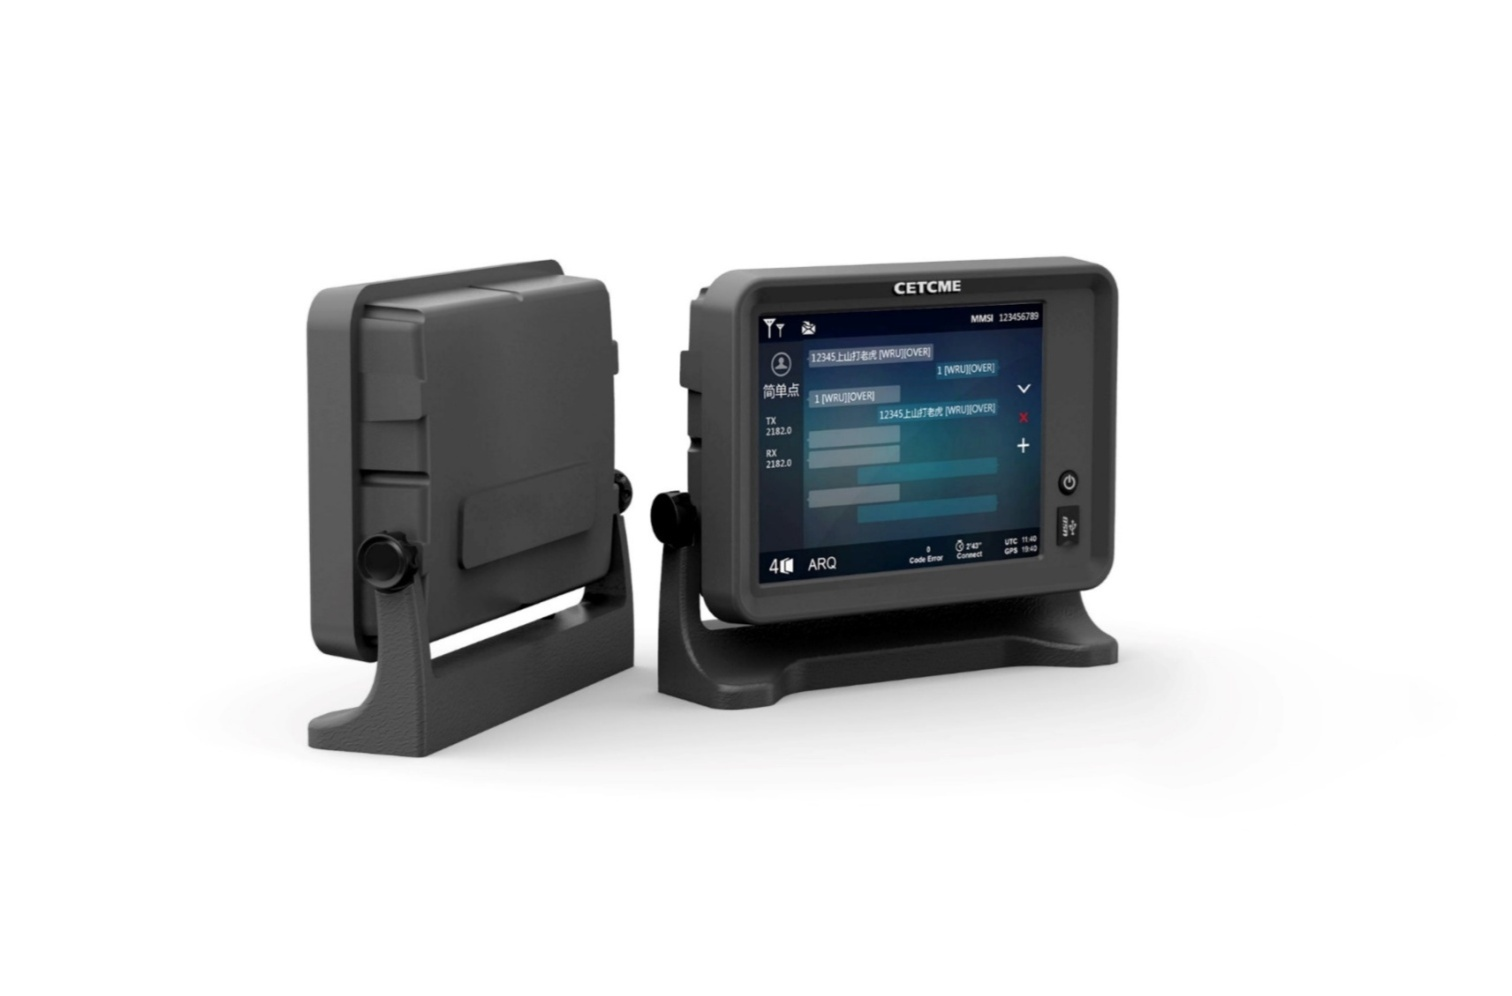 CETCME
MMSI 123456789
简单点
TX
2182.0
RX
2182.0
12345上山打老虎 [WRU][OVER]
1 [WRU][OVER]
1 [WRU][OVER]
12345上山打老虎 [WRU][OVER]
4 ARQ
0
Code Error
2'43"
Connect
UTC 11:40
GPS 19:40
USB